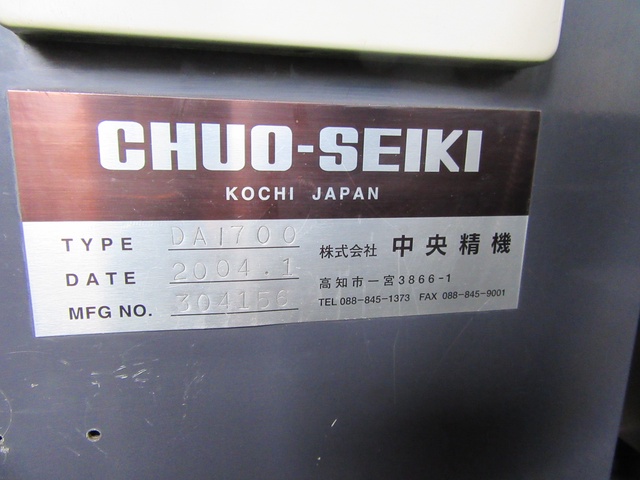 CHUO-SEIKI
KOCHI JAPAN
TYPE DA1700
DATE 2004.1
MFG NO. 304156
株式会社 中央精機
高知市一宮3866-1
TEL 088-845-1373 FAX 088-845-9001